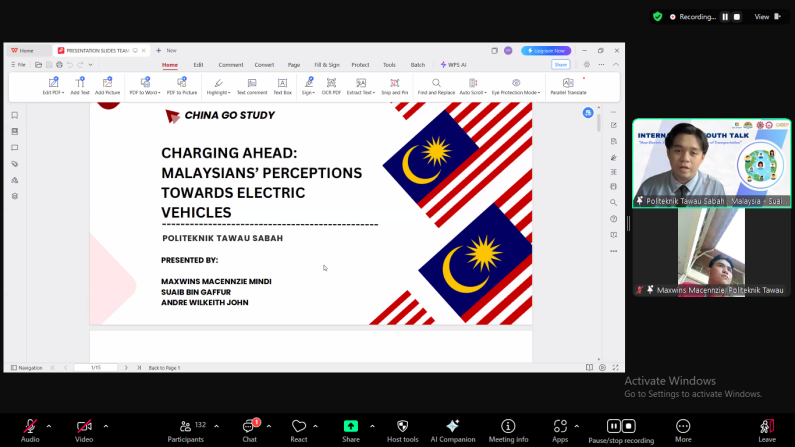 Recording...
View
Home
PRESENTATION SLIDES TEAM
New
Upgrade Now
File
Home
Edit
Comment
Convert
Page
Fill & Sign
Protect
Tools
Batch
WPS AI
Share
Edit PDF
Add Text
Add Picture
PDF to Word
PDF to Picture
Highlight
Text comment
Text Box
Sign
OCR PDF
Extract Text
Snip and Pin
Find and Replace
Auto Scroll
Eye Protection Mode
Parallel Translate
CHINA GO STUDY
CHARGING AHEAD:
MALAYSIANS' PERCEPTIONS
TOWARDS ELECTRIC
VEHICLES
POLITEKNIK TAWAU SABAH
PRESENTED BY:
MAXWINS MACENNZIE MINDI
SUAIB BIN GAFFUR
ANDRE WILKEITH JOHN
Politeknik Tawau Sabah - Malaysia - Suai
Maxwins Macennzie_Politeknik Tawau
Navigation
1/15
Back to Page 1
Activate Windows
Go to Settings to activate Windows.
Audio
Video
132
Participants
1
Chat
React
Share
Host tools
AI Companion
Meeting info
Apps
Pause/stop recording
More
Leave